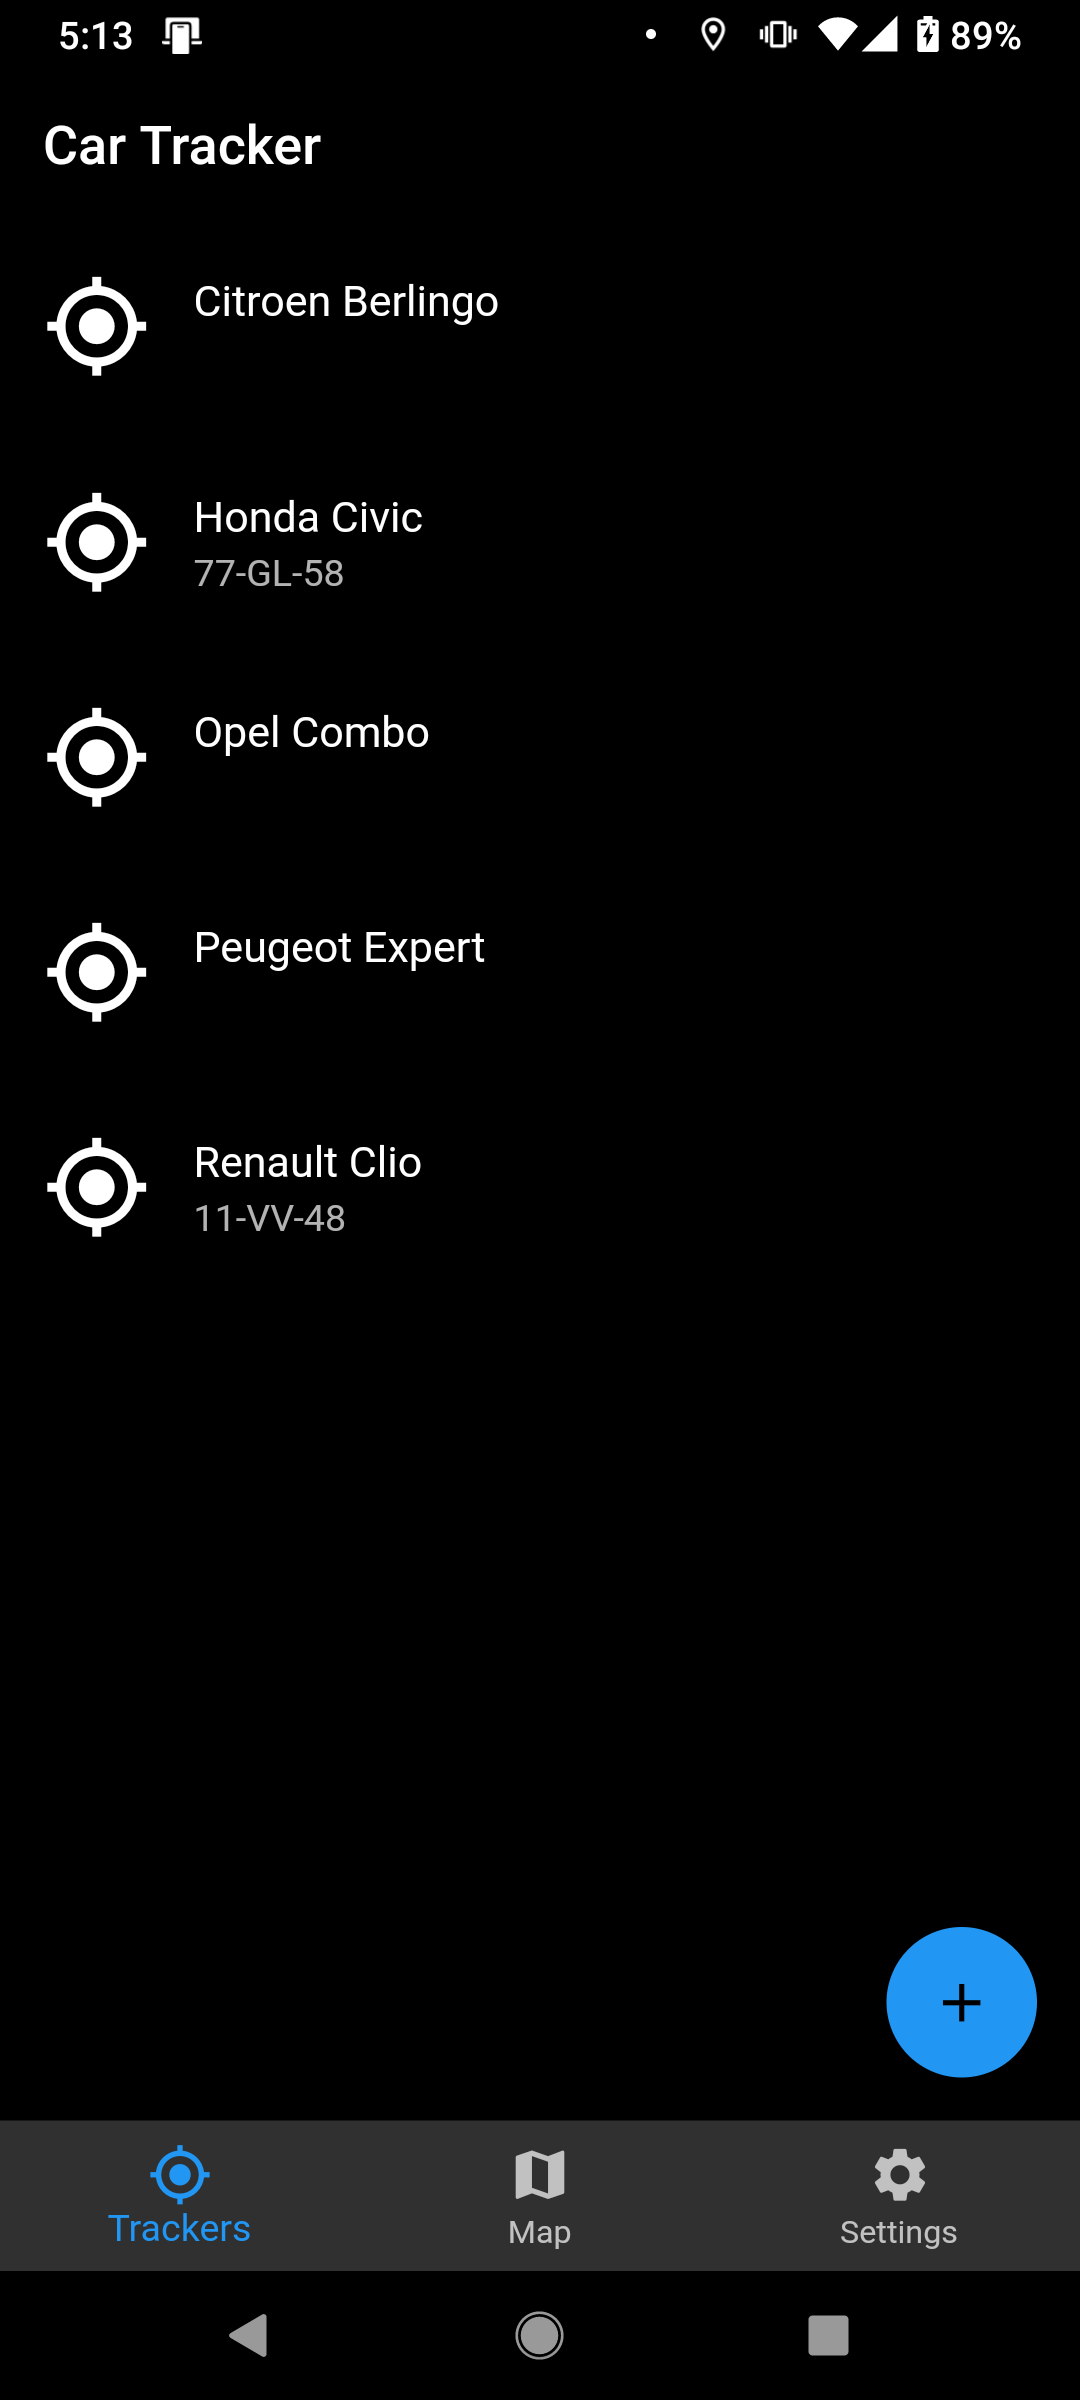 5:13
89%
Car Tracker
Citroen Berlingo
Honda Civic
77-GL-58
Opel Combo
Peugeot Expert
Renault Clio
11-VV-48
Trackers
Map
Settings